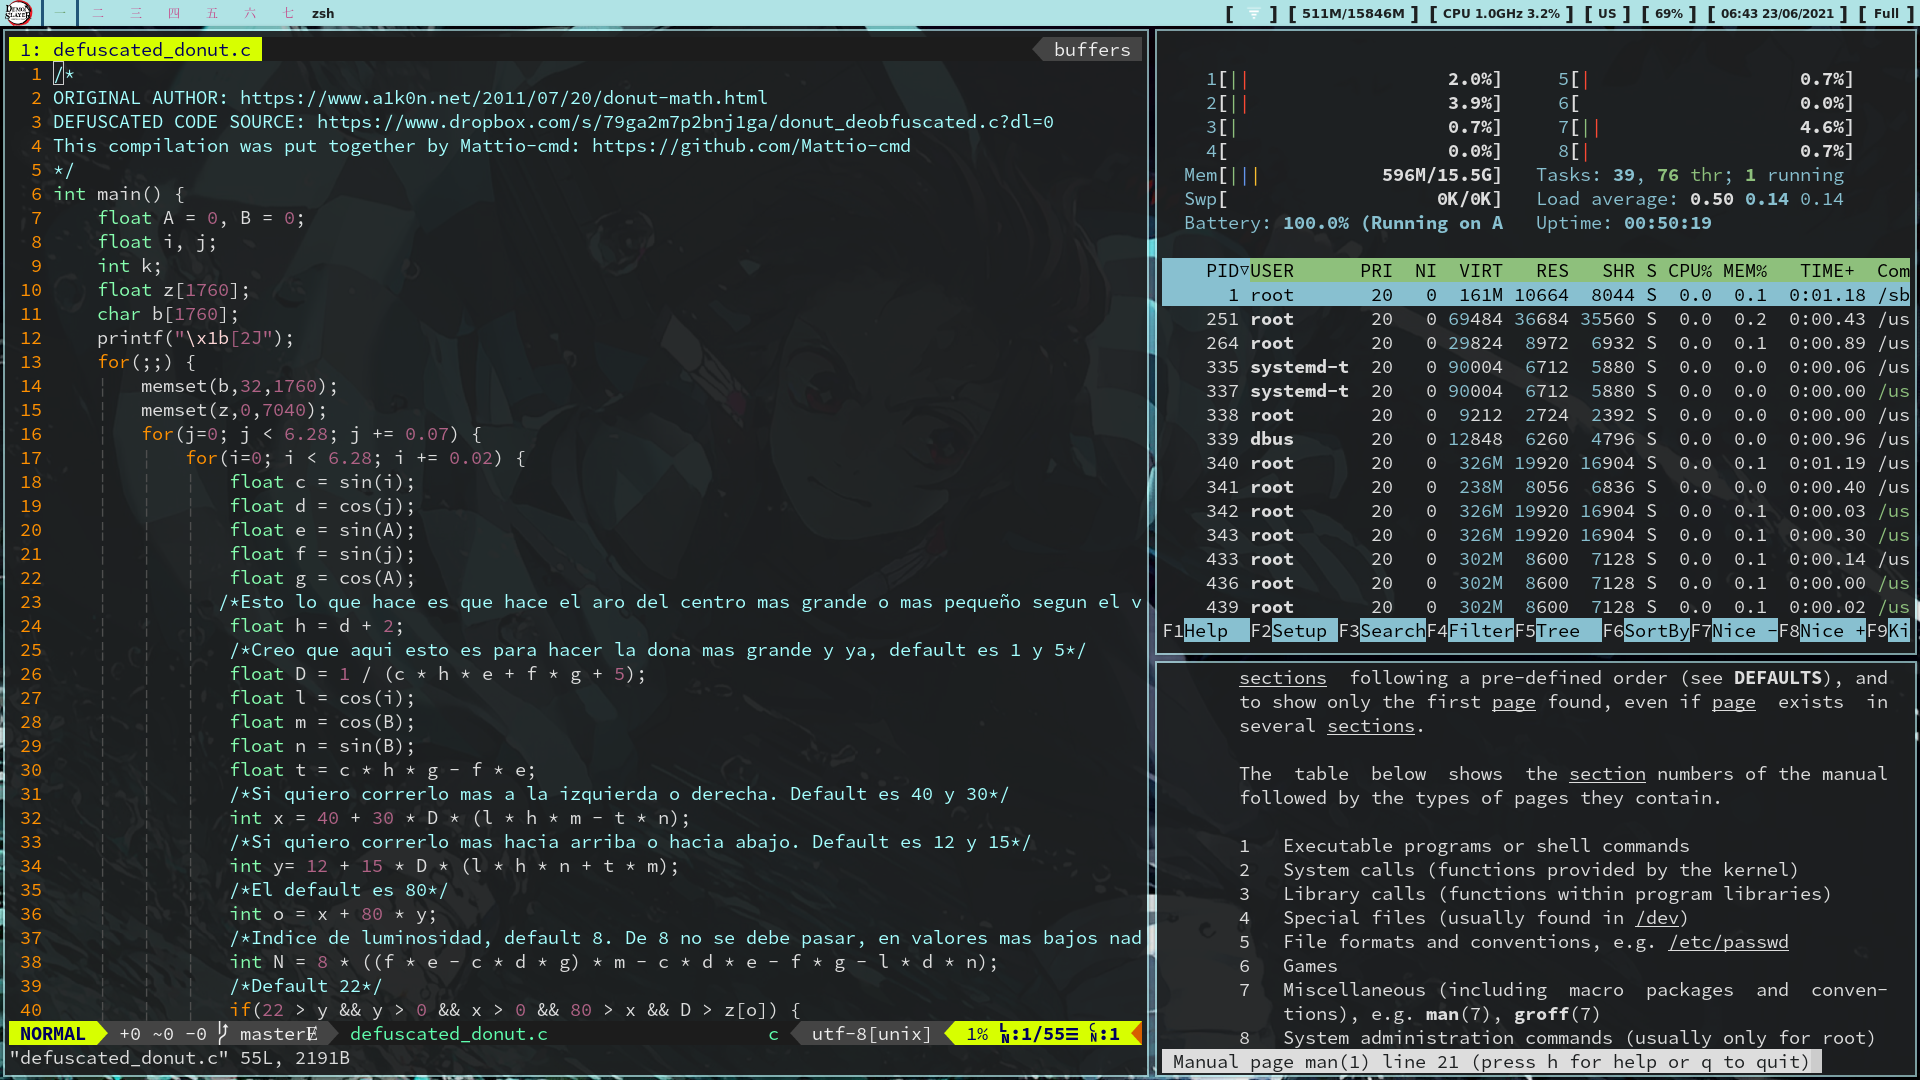 DEMON SLAYER 一 二 三 四 五 六 七 zsh [ ] [ 511M/15846M ] [ CPU 1.0GHz 3.2% ] [ US ] [ 69% ] [ 06:43 23/06/2021 ] [ Full ]
1: defuscated_donut.c buffers
1 /*
2 ORIGINAL AUTHOR: https://www.a1k0n.net/2011/07/20/donut-math.html
3 DEFUSCATED CODE SOURCE: https://www.dropbox.com/s/79ga2m7p2bnj1ga/donut_deobfuscated.c?dl=0
4 This compilation was put together by Mattio-cmd: https://github.com/Mattio-cmd
5 */
6 int main() {
7 float A = 0, B = 0;
8 float i, j;
9 int k;
10 float z[1760];
11 char b[1760];
12 printf("\x1b[2J");
13 for(;;) {
14 memset(b,32,1760);
15 memset(z,0,7040);
16 for(j=0; j < 6.28; j += 0.07) {
17 for(i=0; i < 6.28; i += 0.02) {
18 float c = sin(i);
19 float d = cos(j);
20 float e = sin(A);
21 float f = sin(j);
22 float g = cos(A);
23 /*Esto lo que hace es que hace el aro del centro mas grande o mas pequeño segun el v
24 float h = d + 2;
25 /*Creo que aqui esto es para hacer la dona mas grande y ya, default es 1 y 5*/
26 float D = 1 / (c * h * e + f * g + 5);
27 float l = cos(i);
28 float m = cos(B);
29 float n = sin(B);
30 float t = c * h * g - f * e;
31 /*Si quiero correrlo mas a la izquierda o derecha. Default es 40 y 30*/
32 int x = 40 + 30 * D * (l * h * m - t * n);
33 /*Si quiero correrlo mas hacia arriba o hacia abajo. Default es 12 y 15*/
34 int y= 12 + 15 * D * (l * h * n + t * m);
35 /*El default es 80*/
36 int o = x + 80 * y;
37 /*Indice de luminosidad, default 8. De 8 no se debe pasar, en valores mas bajos nad
38 int N = 8 * ((f * e - c * d * g) * m - c * d * e - f * g - l * d * n);
39 /*Default 22*/
40 if(22 > y && y > 0 && x > 0 && 80 > x && D > z[o]) {
NORMAL +0 ~0 -0 master defuscated_donut.c c utf-8[unix] 1% LN:1/55☰ CN:1
"defuscated_donut.c" 55L, 2191B
1[|| 2.0%] 5[| 0.7%]
2[|| 3.9%] 6[ 0.0%]
3[| 0.7%] 7[|| 4.6%]
4[ 0.0%] 8[| 0.7%]
Mem[||| 596M/15.5G] Tasks: 39, 76 thr; 1 running
Swp[ 0K/0K] Load average: 0.50 0.14 0.14
Battery: 100.0% (Running on A Uptime: 00:50:19
PID▽USER PRI NI VIRT RES SHR S CPU% MEM% TIME+ Com
1 root 20 0 161M 10664 8044 S 0.0 0.1 0:01.18 /sb
251 root 20 0 69484 36684 35560 S 0.0 0.2 0:00.43 /us
264 root 20 0 29824 8972 6932 S 0.0 0.1 0:00.89 /us
335 systemd-t 20 0 90004 6712 5880 S 0.0 0.0 0:00.06 /us
337 systemd-t 20 0 90004 6712 5880 S 0.0 0.0 0:00.00 /us
338 root 20 0 9212 2724 2392 S 0.0 0.0 0:00.00 /us
339 dbus 20 0 12848 6260 4796 S 0.0 0.0 0:00.96 /us
340 root 20 0 326M 19920 16904 S 0.0 0.1 0:01.19 /us
341 root 20 0 238M 8056 6836 S 0.0 0.0 0:00.40 /us
342 root 20 0 326M 19920 16904 S 0.0 0.1 0:00.03 /us
343 root 20 0 326M 19920 16904 S 0.0 0.1 0:00.30 /us
433 root 20 0 302M 8600 7128 S 0.0 0.1 0:00.14 /us
436 root 20 0 302M 8600 7128 S 0.0 0.1 0:00.00 /us
439 root 20 0 302M 8600 7128 S 0.0 0.1 0:00.02 /us
F1Help F2Setup F3SearchF4FilterF5Tree F6SortByF7Nice -F8Nice +F9Ki
sections following a pre-defined order (see DEFAULTS), and
to show only the first page found, even if page exists in
several sections.
The table below shows the section numbers of the manual
followed by the types of pages they contain.
1 Executable programs or shell commands
2 System calls (functions provided by the kernel)
3 Library calls (functions within program libraries)
4 Special files (usually found in /dev)
5 File formats and conventions, e.g. /etc/passwd
6 Games
7 Miscellaneous (including macro packages and conven-
tions), e.g. man(7), groff(7)
8 System administration commands (usually only for root)
Manual page man(1) line 21 (press h for help or q to quit)